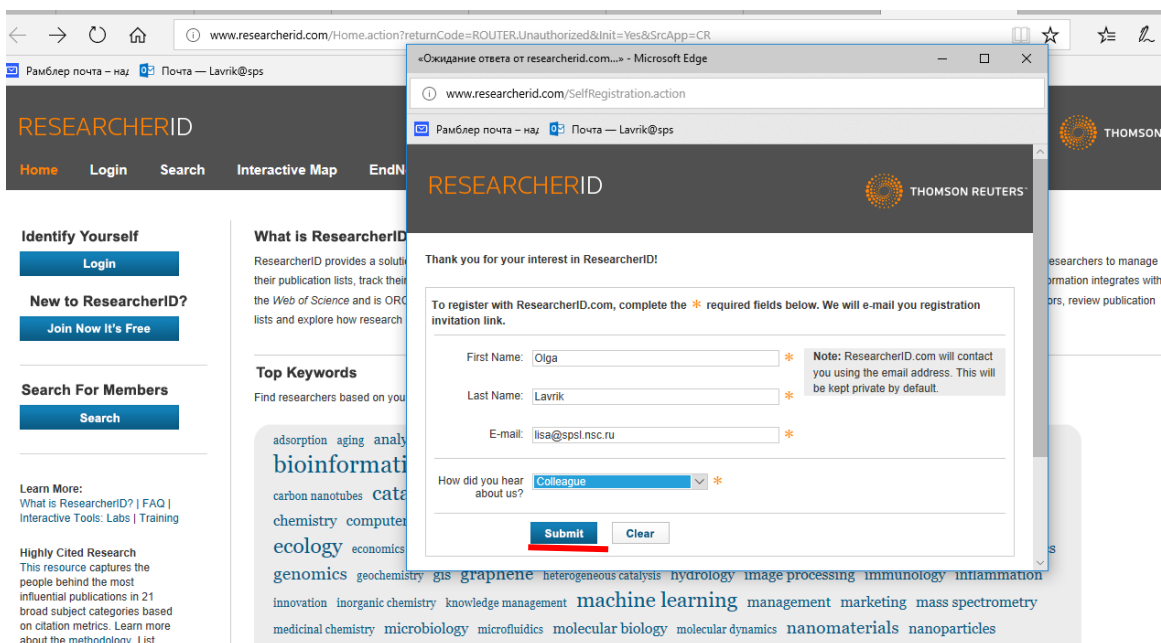 www.researcherid.com/Home.action?returnCode=ROUTER.Unauthorized&Init=Yes&SrcApp=CR
Рамблер почта – над Почта — Lavrik@sps
RESEARCHERID
THOMSON
Home Login Search Interactive Map EndN
Identify Yourself
Login
New to ResearcherID?
Join Now It's Free
Search For Members
Search
Learn More:
What is ResearcherID? | FAQ |
Interactive Tools: Labs | Training
Highly Cited Research
This resource captures the
people behind the most
influential publications in 21
broad subject categories based
on citation metrics. Learn more
about the methodology. List
What is ResearcherID
ResearcherID provides a soluti
their publication lists, track their
the Web of Science and is ORC
lists and explore how research
esearchers to manage
ormation integrates with
ors, review publication
Top Keywords
Find researchers based on you
adsorption aging analy
bioinformati
carbon nanotubes cata
chemistry computer
ecology economics
genomics geochemistry gis graphene heterogeneous catalysis hydrology image processing immunology inflammation
innovation inorganic chemistry knowledge management machine learning management marketing mass spectrometry
medicinal chemistry microbiology microfluidics molecular biology molecular dynamics nanomaterials nanoparticles
«Ожидание ответа от researcherid.com...» - Microsoft Edge
www.researcherid.com/SelfRegistration.action
Рамблер почта – над Почта — Lavrik@sps
RESEARCHERID
THOMSON REUTERS
Thank you for your interest in ResearcherID!
To register with ResearcherID.com, complete the * required fields below. We will e-mail you registration
invitation link.
First Name: Olga *
Last Name: Lavrik *
E-mail: lisa@spsl.nsc.ru *
Note: ResearcherID.com will contact
you using the email address. This will
be kept private by default.
How did you hear
about us? Colleague *
Submit Clear